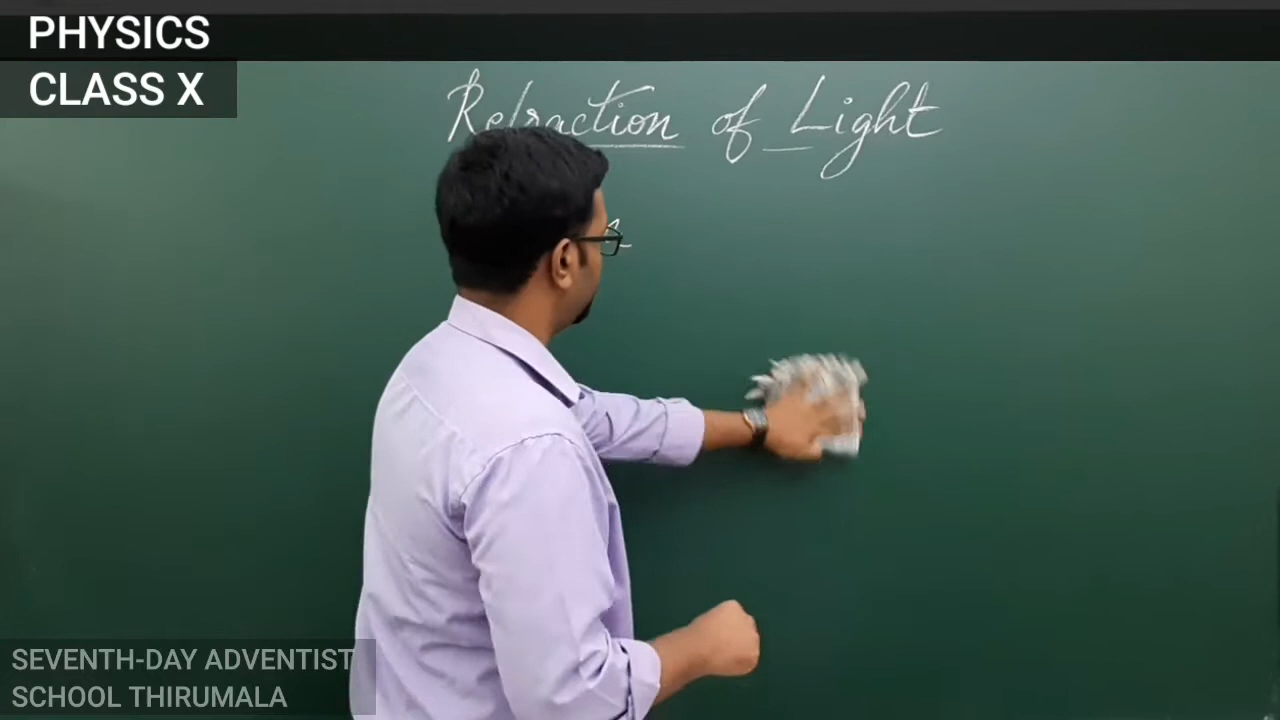 PHYSICS
CLASS X
Refraction of Light
SEVENTH-DAY ADVENTIST
SCHOOL THIRUMALA